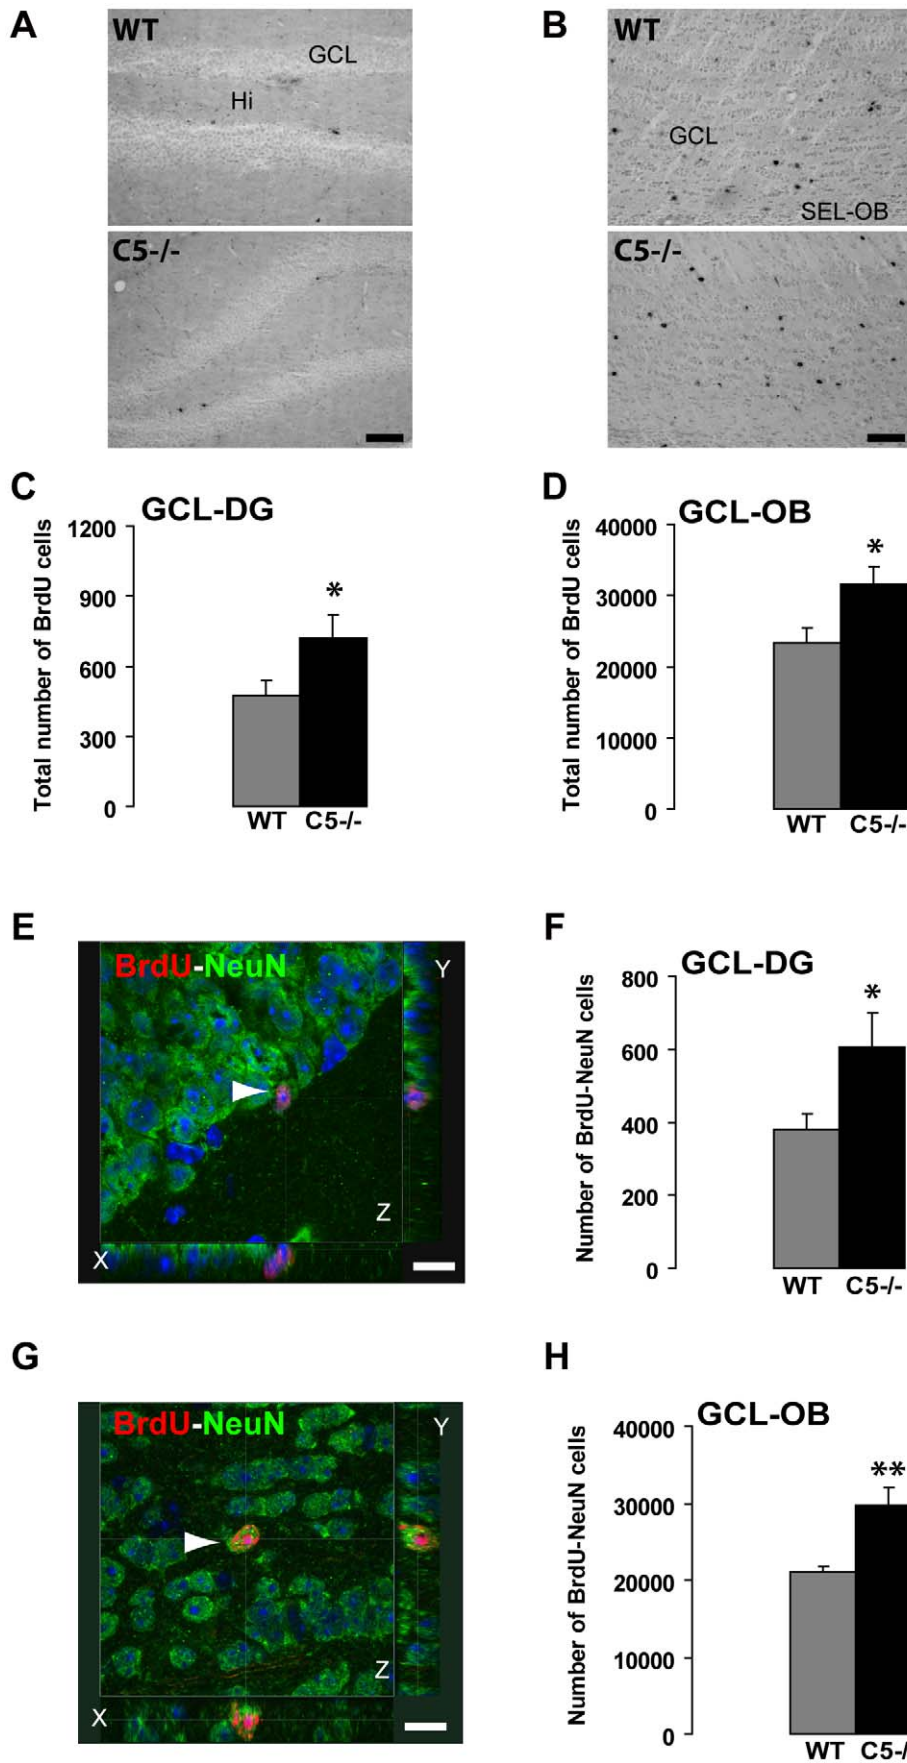 A
WT
GCL
Hi
C5-/-
B
WT
GCL
SEL-OB
C5-/-
C
GCL-DG
Total number of BrdU cells
1200
900
600
300
0
*
WT C5-/-
D
GCL-OB
Total number of BrdU cells
40000
30000
20000
10000
0
*
WT C5-/-
E
BrdU-NeuN
Y
Z
X
F
GCL-DG
Number of BrdU-NeuN cells
800
600
400
200
0
*
WT C5-/-
G
BrdU-NeuN
Y
Z
X
H
GCL-OB
Number of BrdU-NeuN cells
40000
30000
20000
10000
0
**
WT C5-/